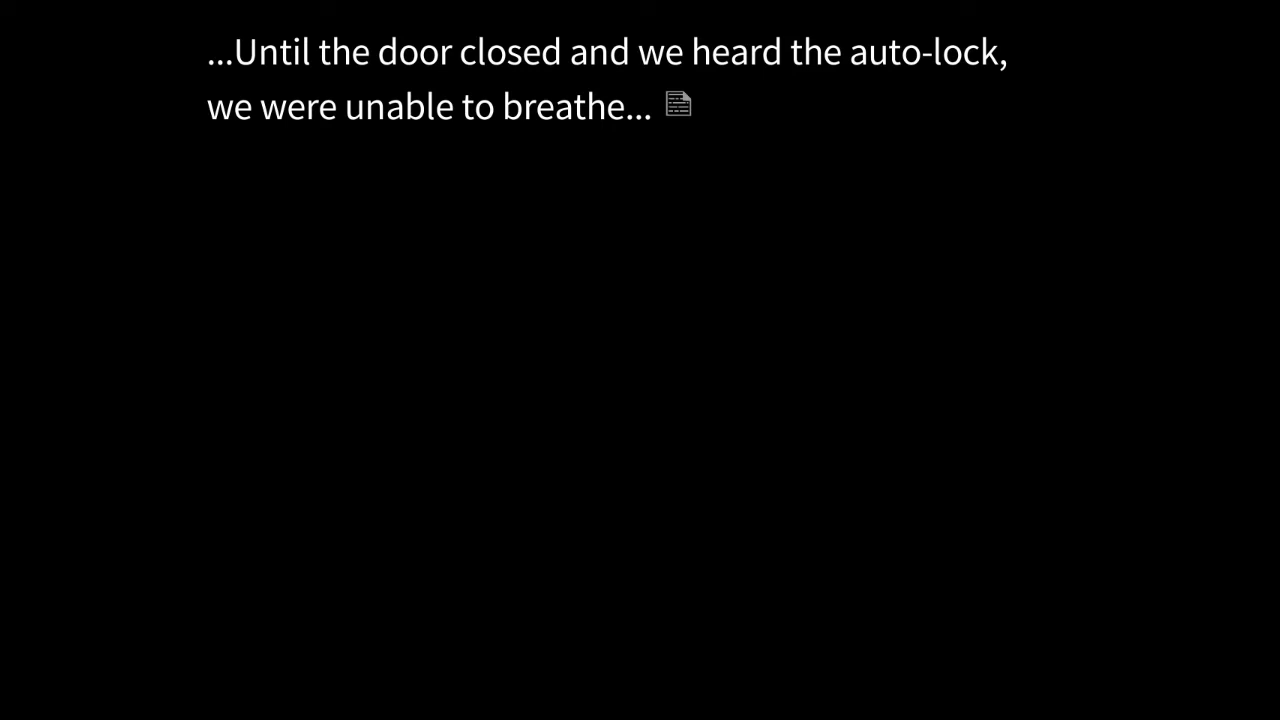 ...Until the door closed and we heard the auto-lock,
we were unable to breathe...